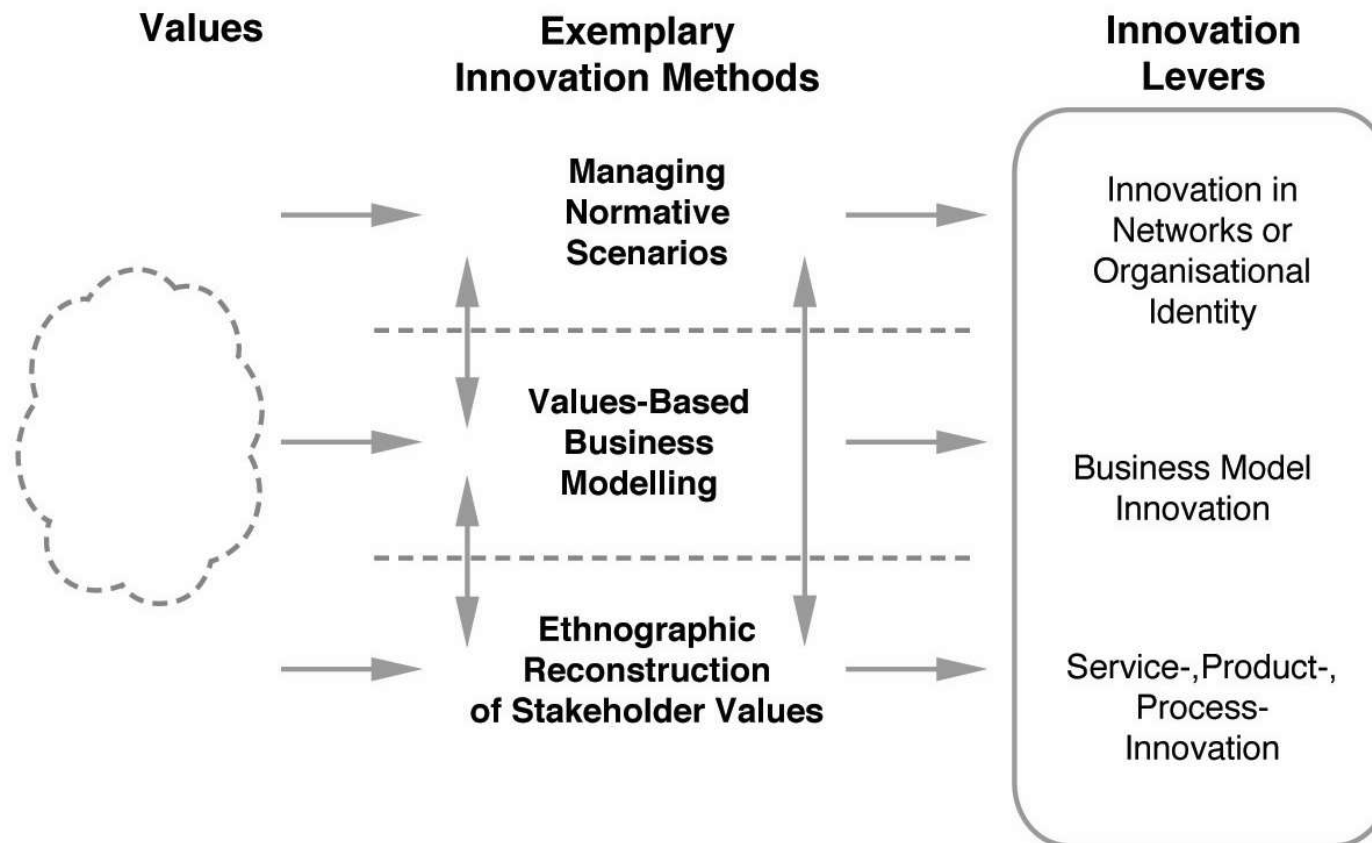 Values
Exemplary
Innovation Methods
Innovation
Levers
Managing
Normative
Scenarios
Innovation in
Networks or
Organisational
Identity
Values-Based
Business
Modelling
Business Model
Innovation
Ethnographic
Reconstruction
of Stakeholder Values
Service-,Product-,
Process-
Innovation